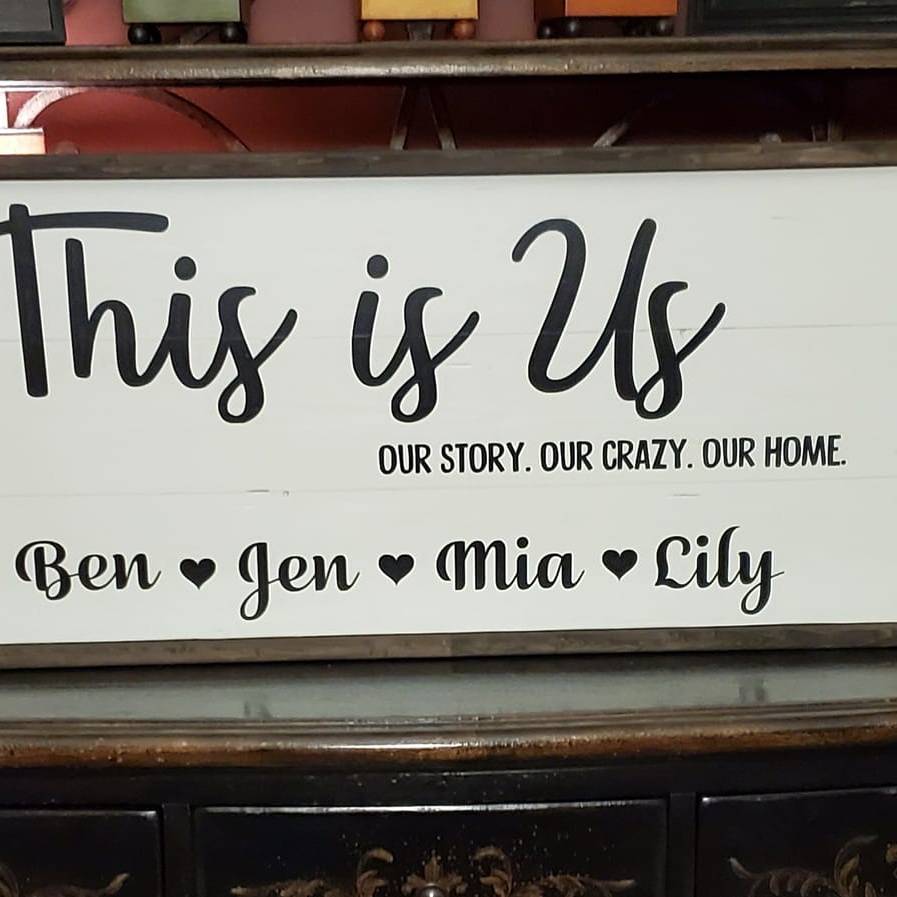 This is Us
OUR STORY. OUR CRAZY. OUR HOME.
Ben ♥ Jen ♥ Mia ♥ Lily